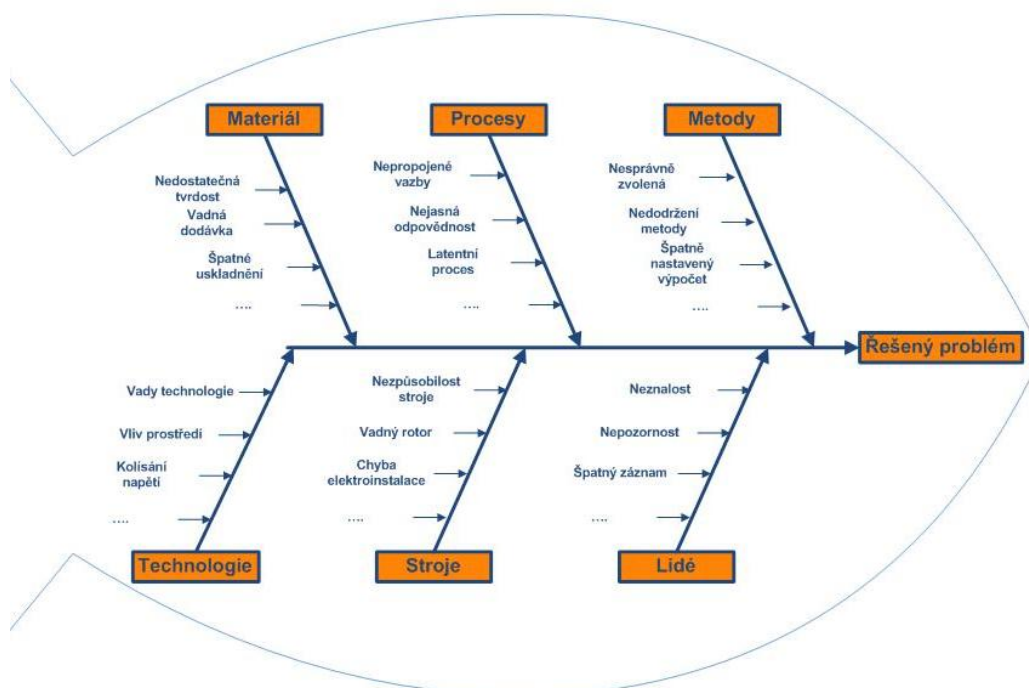 Materiál
Procesy
Metody
Nedostatečná
tvrdost
Vadná
dodávka
Špatné
uskladnění
....
Nepropojené
vazby
Nejasná
odpovědnost
Latentní
proces
....
Nesprávně
zvolená
Nedodržení
metody
Špatně
nastavený
výpočet
....
Řešený problém
Vady technologie
Vliv prostředí
Kolísání
napětí
....
Nezpůsobilost
stroje
Vadný rotor
Chyba
elektroinstalace
....
Neznalost
Nepozornost
Špatný záznam
....
Technologie
Stroje
Lidé